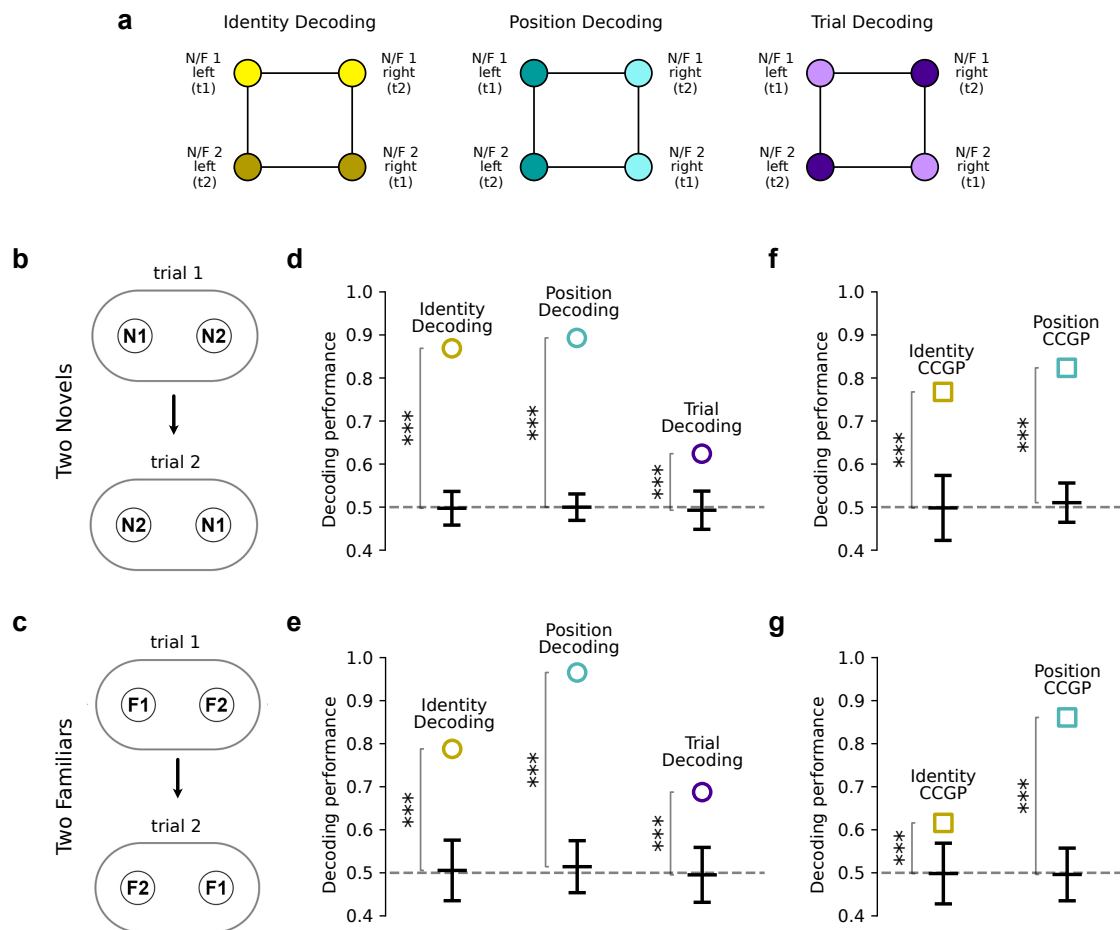 a
Identity Decoding
Position Decoding
Trial Decoding
N/F 1
left
(t1)
N/F 1
right
(t2)
N/F 2
left
(t2)
N/F 2
right
(t1)
N/F 1
left
(t1)
N/F 1
right
(t2)
N/F 2
left
(t2)
N/F 2
right
(t1)
N/F 1
left
(t1)
N/F 1
right
(t2)
N/F 2
left
(t2)
N/F 2
right
(t1)
b
Two Novels
trial 1
N1 N2
trial 2
N2 N1
d
Decoding performance
1.0
0.9
0.8
0.7
0.6
0.5
0.4
Identity
Decoding
***
Position
Decoding
***
Trial
Decoding
***
f
Decoding performance
1.0
0.9
0.8
0.7
0.6
0.5
0.4
Identity
CCGP
***
Position
CCGP
***
c
Two Familiars
trial 1
F1 F2
trial 2
F2 F1
e
Decoding performance
1.0
0.9
0.8
0.7
0.6
0.5
0.4
Identity
Decoding
***
Position
Decoding
***
Trial
Decoding
***
g
Decoding performance
1.0
0.9
0.8
0.7
0.6
0.5
0.4
Identity
CCGP
***
Position
CCGP
***